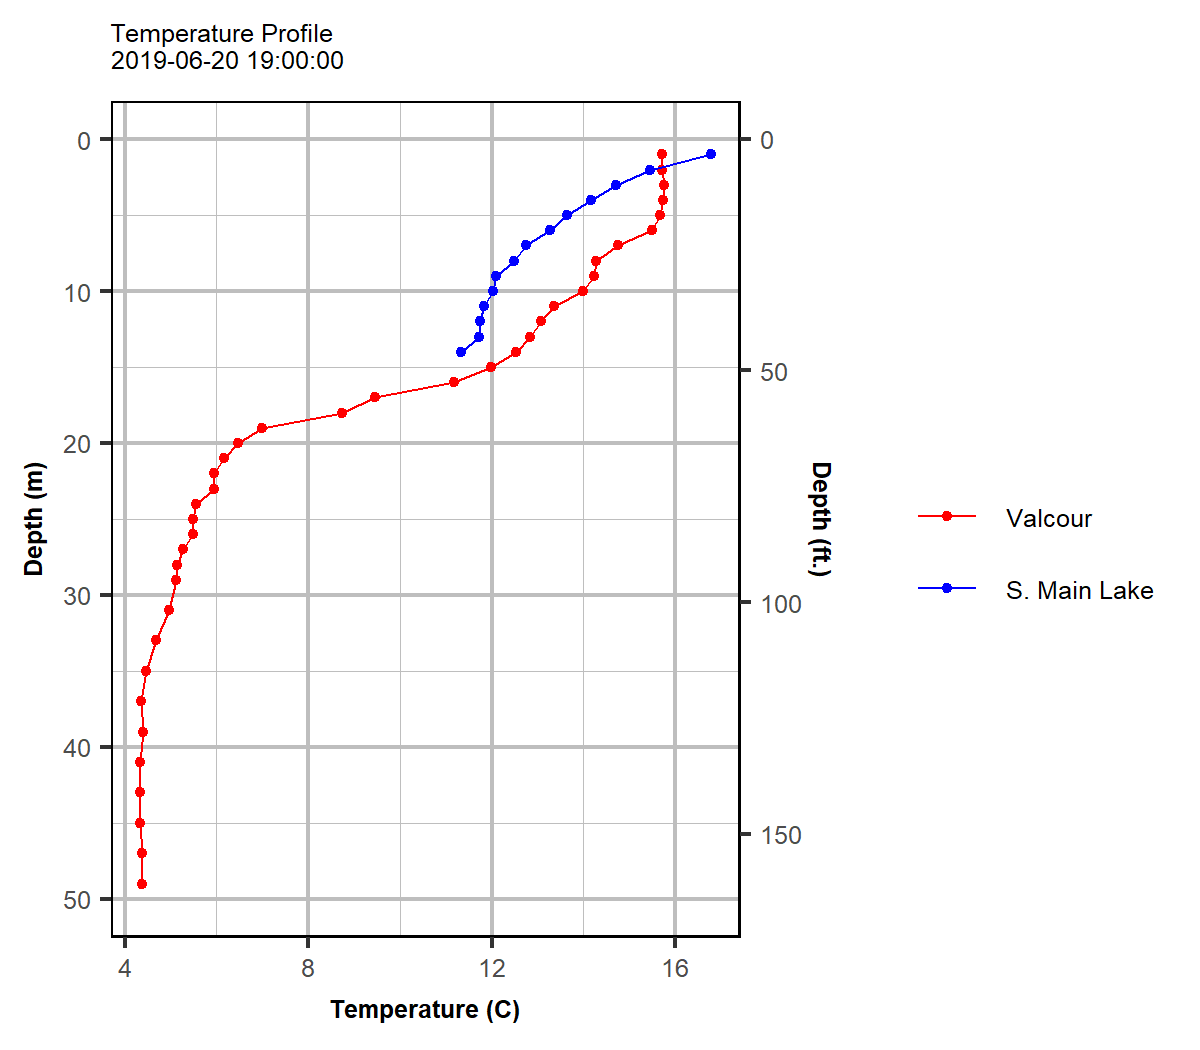 Temperature Profile
2019-06-20 19:00:00
0
10
20
30
40
50
Depth (m)
0
50
100
150
Depth (ft.)
4 8 12 16
Temperature (C)
Valcour
S. Main Lake